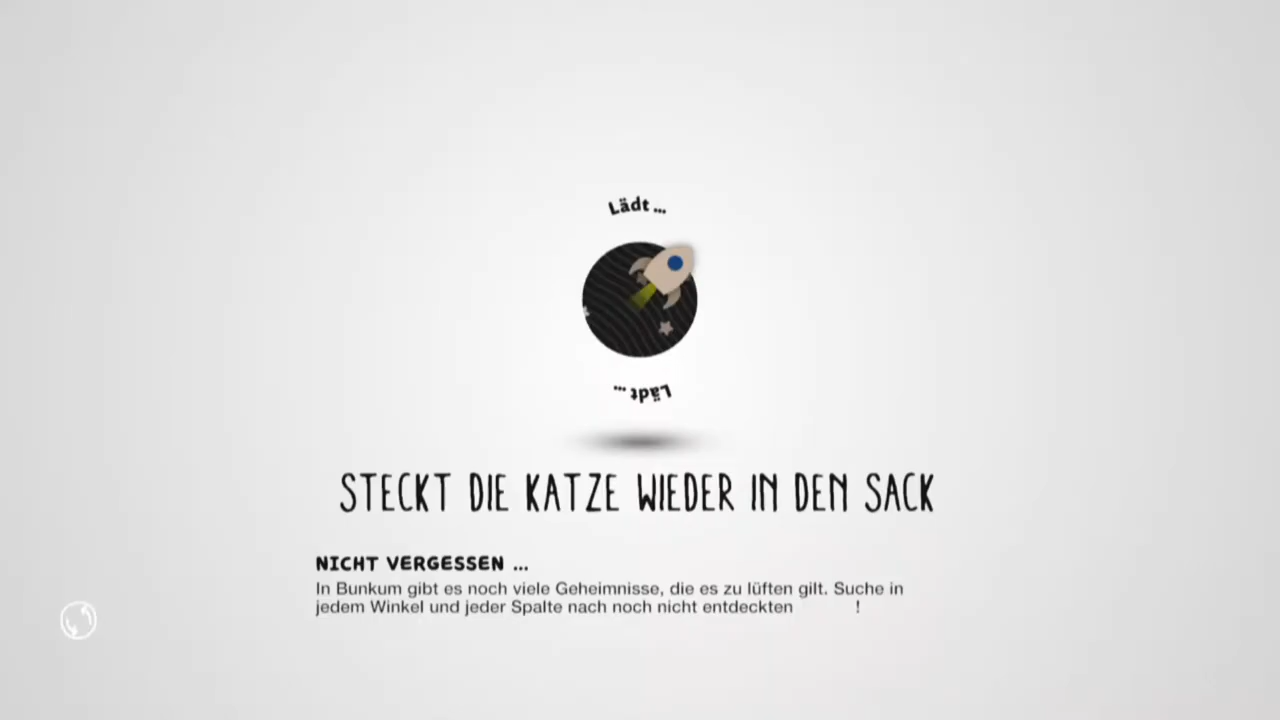 Lädt ...
Lädt ...
STECKT DIE KATZE WIEDER IN DEN SACK
NICHT VERGESSEN ...
In Bunkum gibt es noch viele Geheimnisse, die es zu lüften gilt. Suche in
jedem Winkel und jeder Spalte nach noch nicht entdeckten !